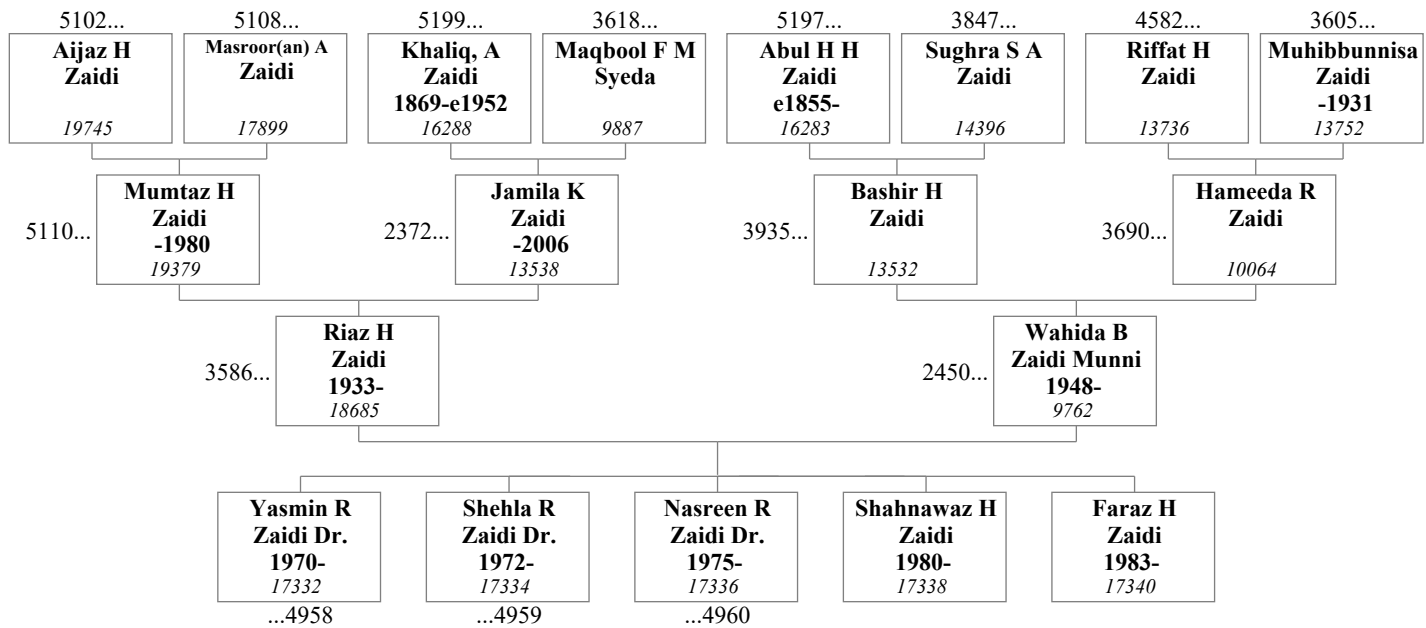 5102...
5108...
5199...
3618...
5197...
3847...
4582...
3605...
Aijaz H
Zaidi
19745
Masroor(an) A
Zaidi
17899
Khaliq, A
Zaidi
1869-e1952
16288
Maqbool F M
Syeda
9887
Abul H H
Zaidi
e1855-
16283
Sughra S A
Zaidi
14396
Riffat H
Zaidi
13736
Muhibbunnisa
Zaidi
-1931
13752
5110...
Mumtaz H
Zaidi
-1980
19379
2372...
Jamila K
Zaidi
-2006
13538
3935...
Bashir H
Zaidi
13532
3690...
Hameeda R
Zaidi
10064
3586...
Riaz H
Zaidi
1933-
18685
2450...
Wahida B
Zaidi Munni
1948-
9762
Yasmin R
Zaidi Dr.
1970-
17332
...4958
Shehla R
Zaidi Dr.
1972-
17334
...4959
Nasreen R
Zaidi Dr.
1975-
17336
...4960
Shahnawaz H
Zaidi
1980-
17338
Faraz H
Zaidi
1983-
17340